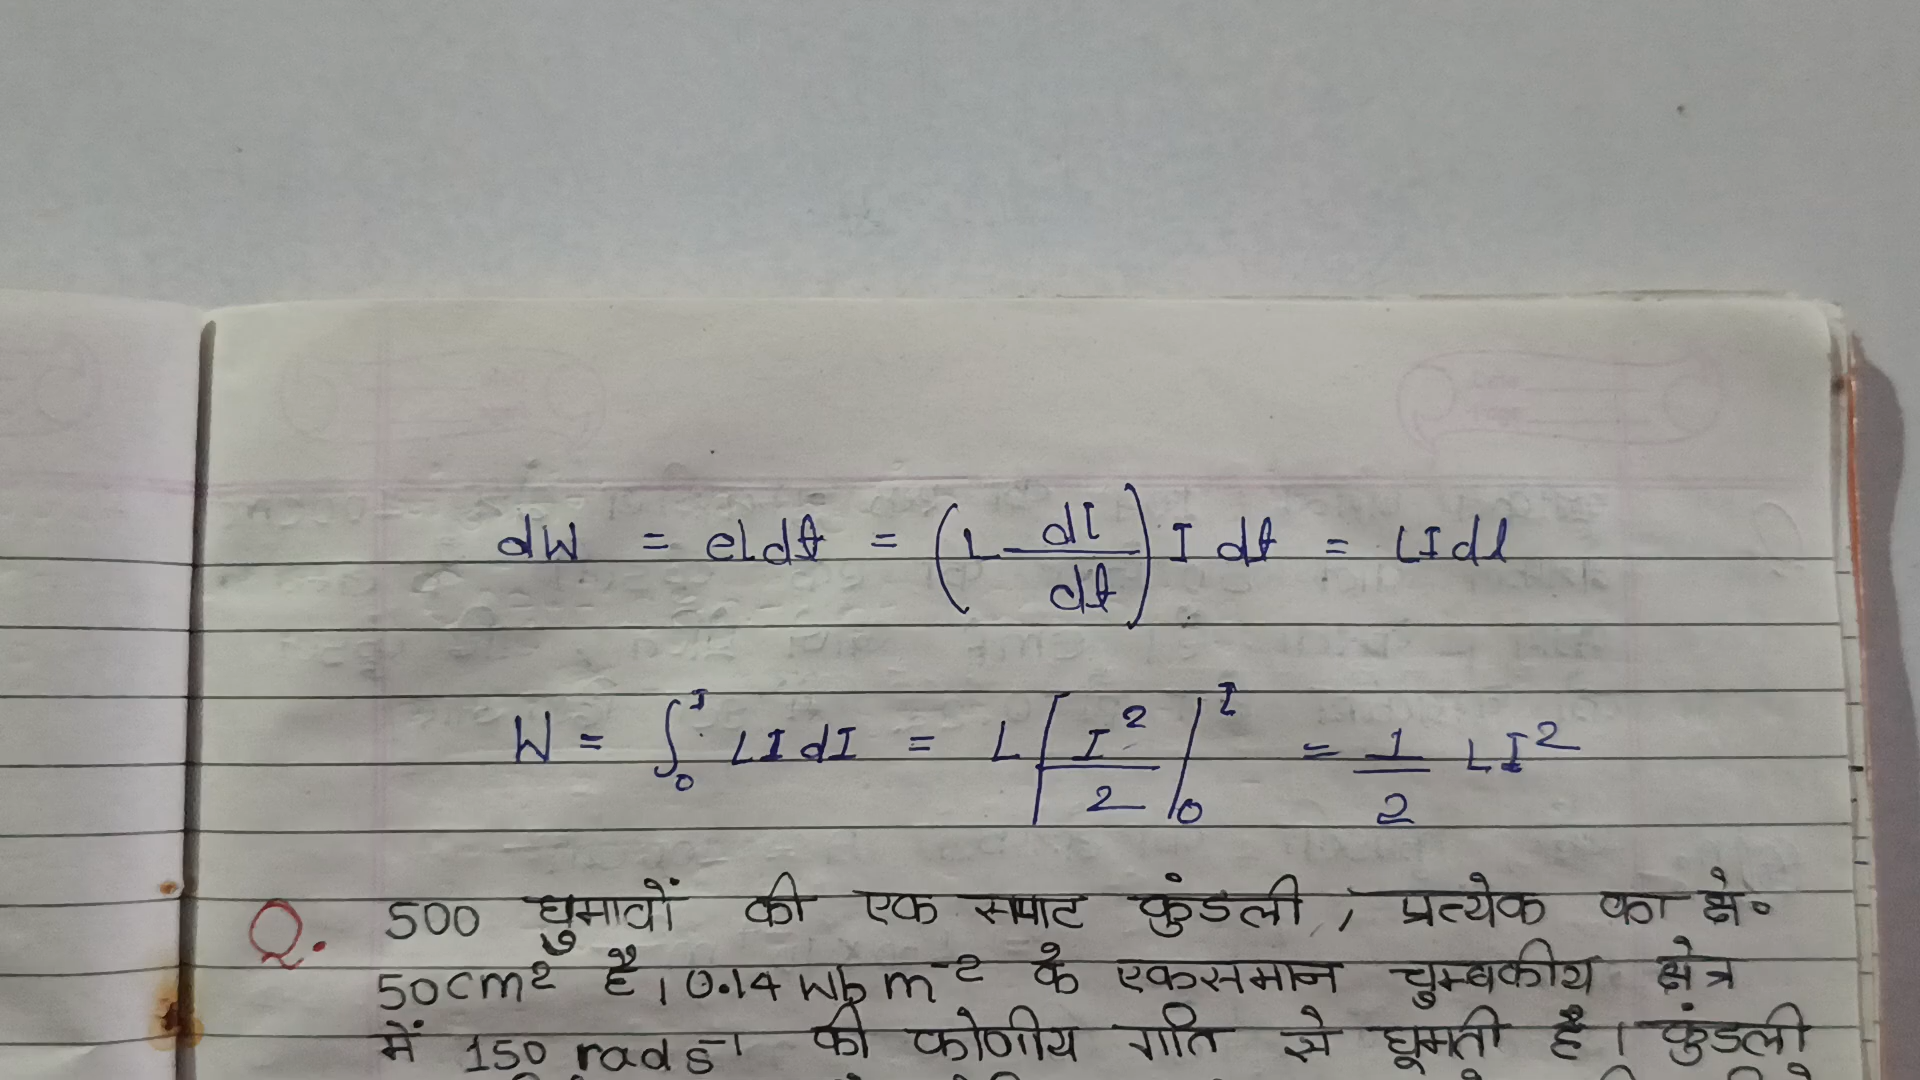 dW = eIdt = (L dI/dt) I dt = LIdI
W = ∫₀ᴵ LIdI = L[I²/2]₀ᴵ = 1/2 LI²
Q. 500 घुमावों की एक सपाट कुंडली, प्रत्येक का क्षे॰
50cm² है, 0.14 Wb m⁻² के एकसमान चुम्बकीय क्षेत्र
में 150 rad s⁻¹ की कोणीय गति से घूमती है। कुंडली